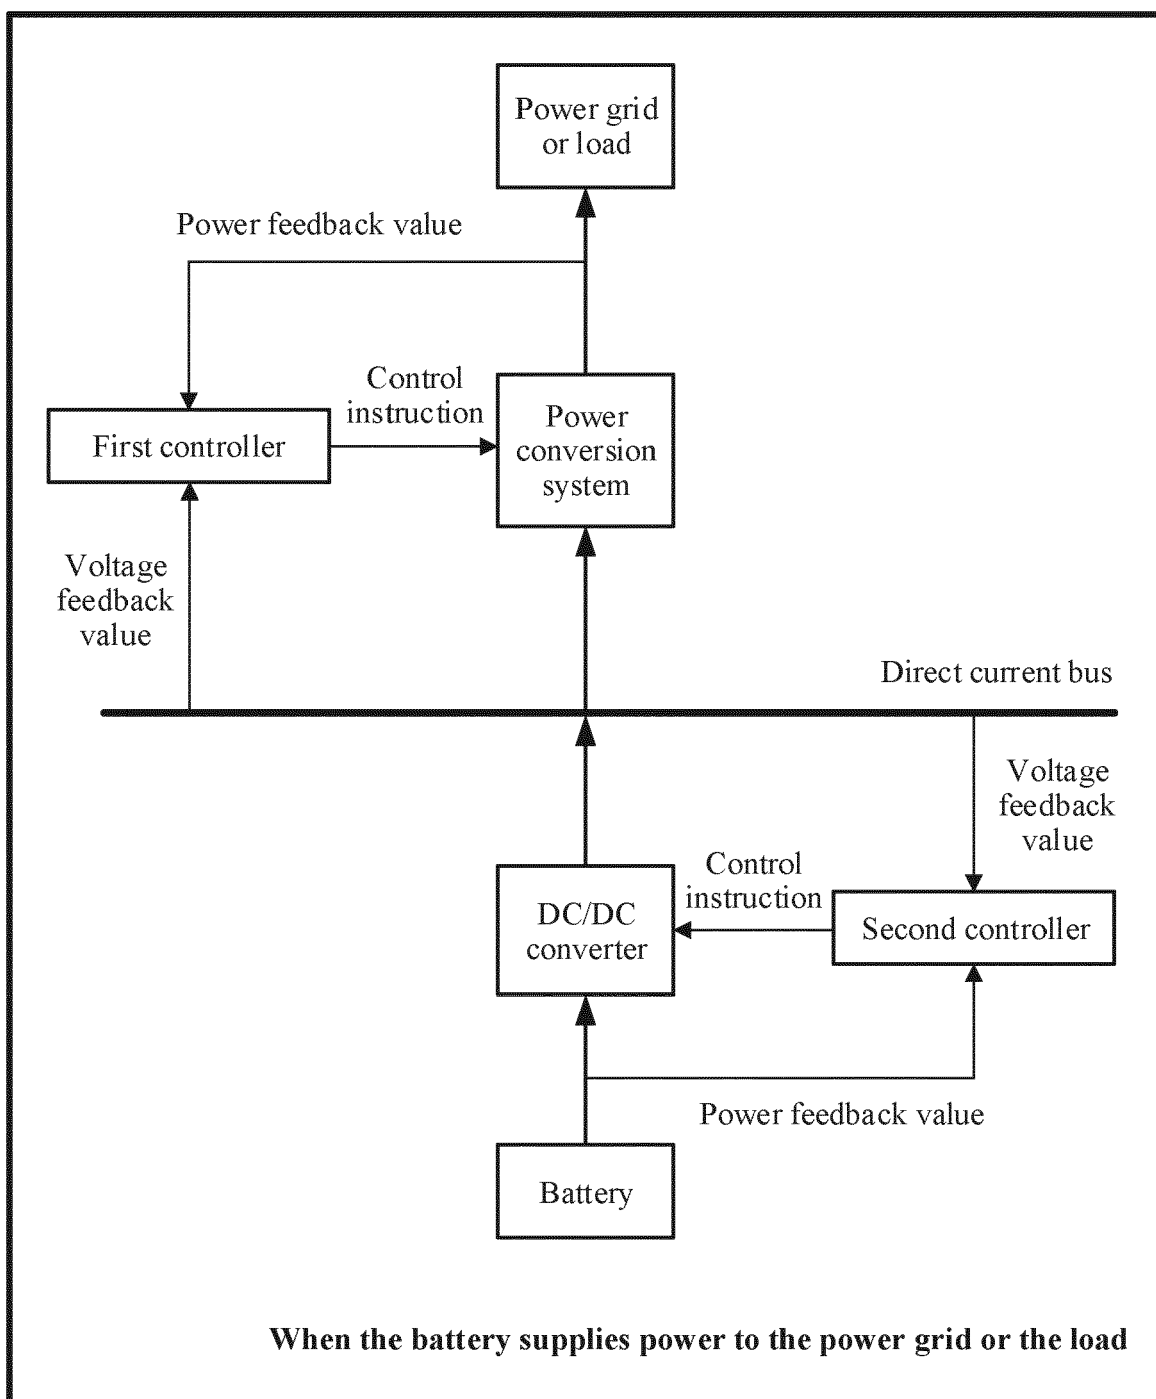 Power grid
or load
Power feedback value
Control
instruction
First controller
Power
conversion
system
Voltage
feedback
value
Direct current bus
Voltage
feedback
value
Control
instruction
DC/DC
converter
Second controller
Power feedback value
Battery
When the battery supplies power to the power grid or the load